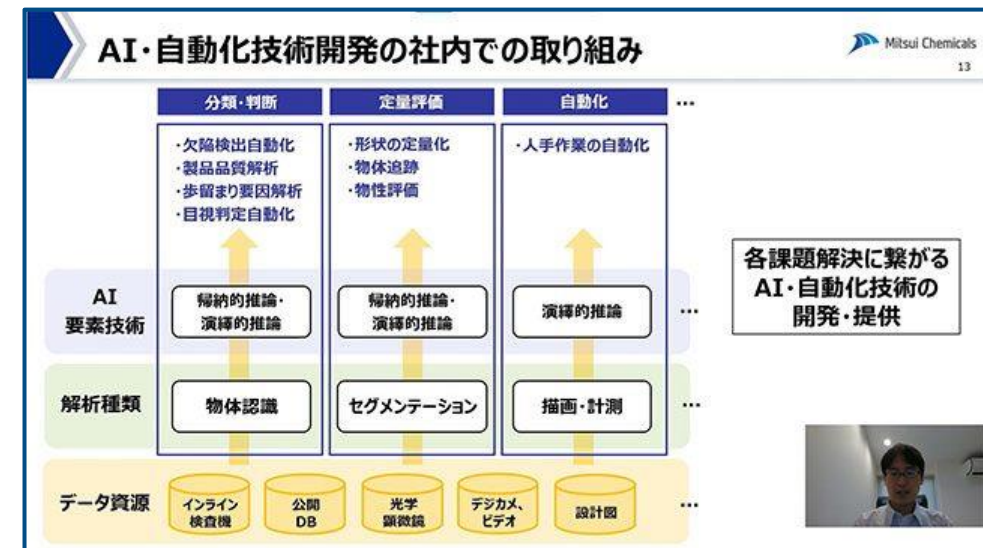 AI・自動化技術開発の社内での取り組み
Mitsui Chemicals
13
分類・判断
定量評価
自動化
…
・欠陥検出自動化
・製品品質解析
・歩留まり要因解析
・目視判定自動化
・形状の定量化
・物体追跡
・物性評価
・人手作業の自動化
各課題解決に繋がる
AI・自動化技術の
開発・提供
AI
要素技術
帰納的推論・
演繹的推論
帰納的推論・
演繹的推論
演繹的推論
…
解析種類
物体認識
セグメンテーション
描画・計測
…
データ資源
インライン
検査機
公開
DB
光学
顕微鏡
デジカメ、
ビデオ
設計図
…